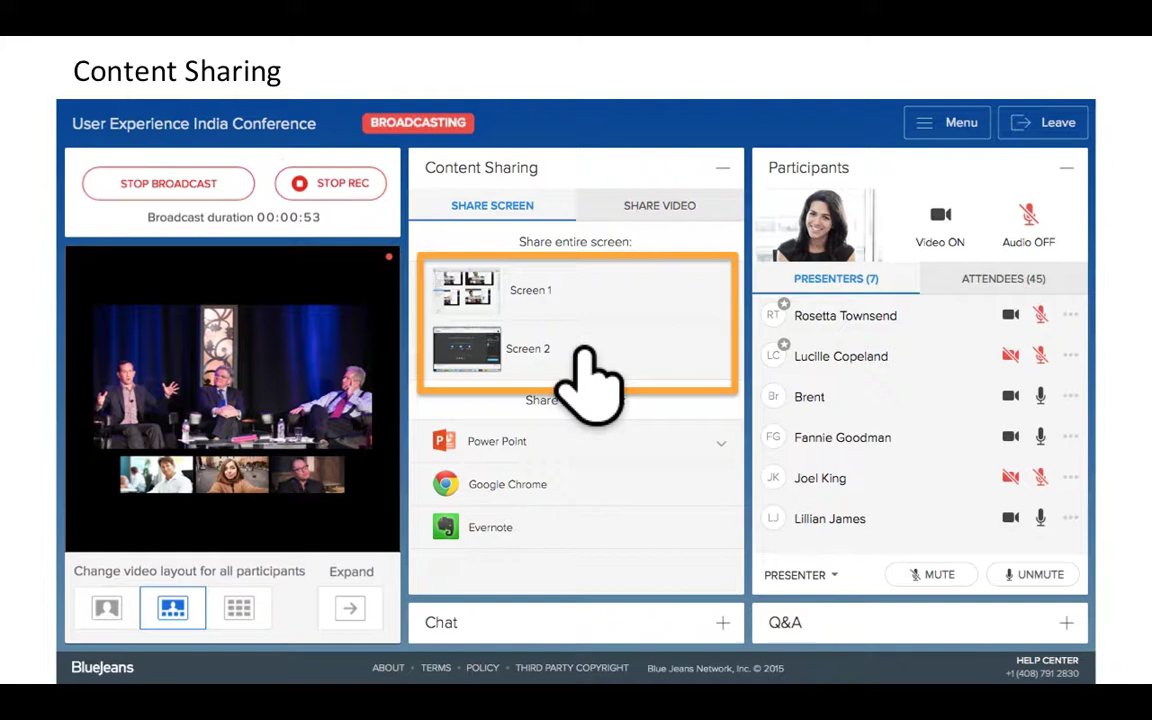 Content Sharing
User Experience India Conference
BROADCASTING
Menu
Leave
STOP BROADCAST
STOP REC
Broadcast duration 00:00:53
Change video layout for all participants
Expand
Content Sharing
SHARE SCREEN
SHARE VIDEO
Share entire screen:
Screen 1
Screen 2
Share
Power Point
Google Chrome
Evernote
Chat
Participants
Video ON
Audio OFF
PRESENTERS (7)
ATTENDEES (45)
RT Rosetta Townsend
LC Lucille Copeland
Br Brent
FG Fannie Goodman
JK Joel King
LJ Lillian James
PRESENTER
MUTE
UNMUTE
Q&A
BlueJeans
ABOUT • TERMS • POLICY • THIRD PARTY COPYRIGHT
Blue Jeans Network, Inc. © 2015
HELP CENTER
+1 (408) 791 2830